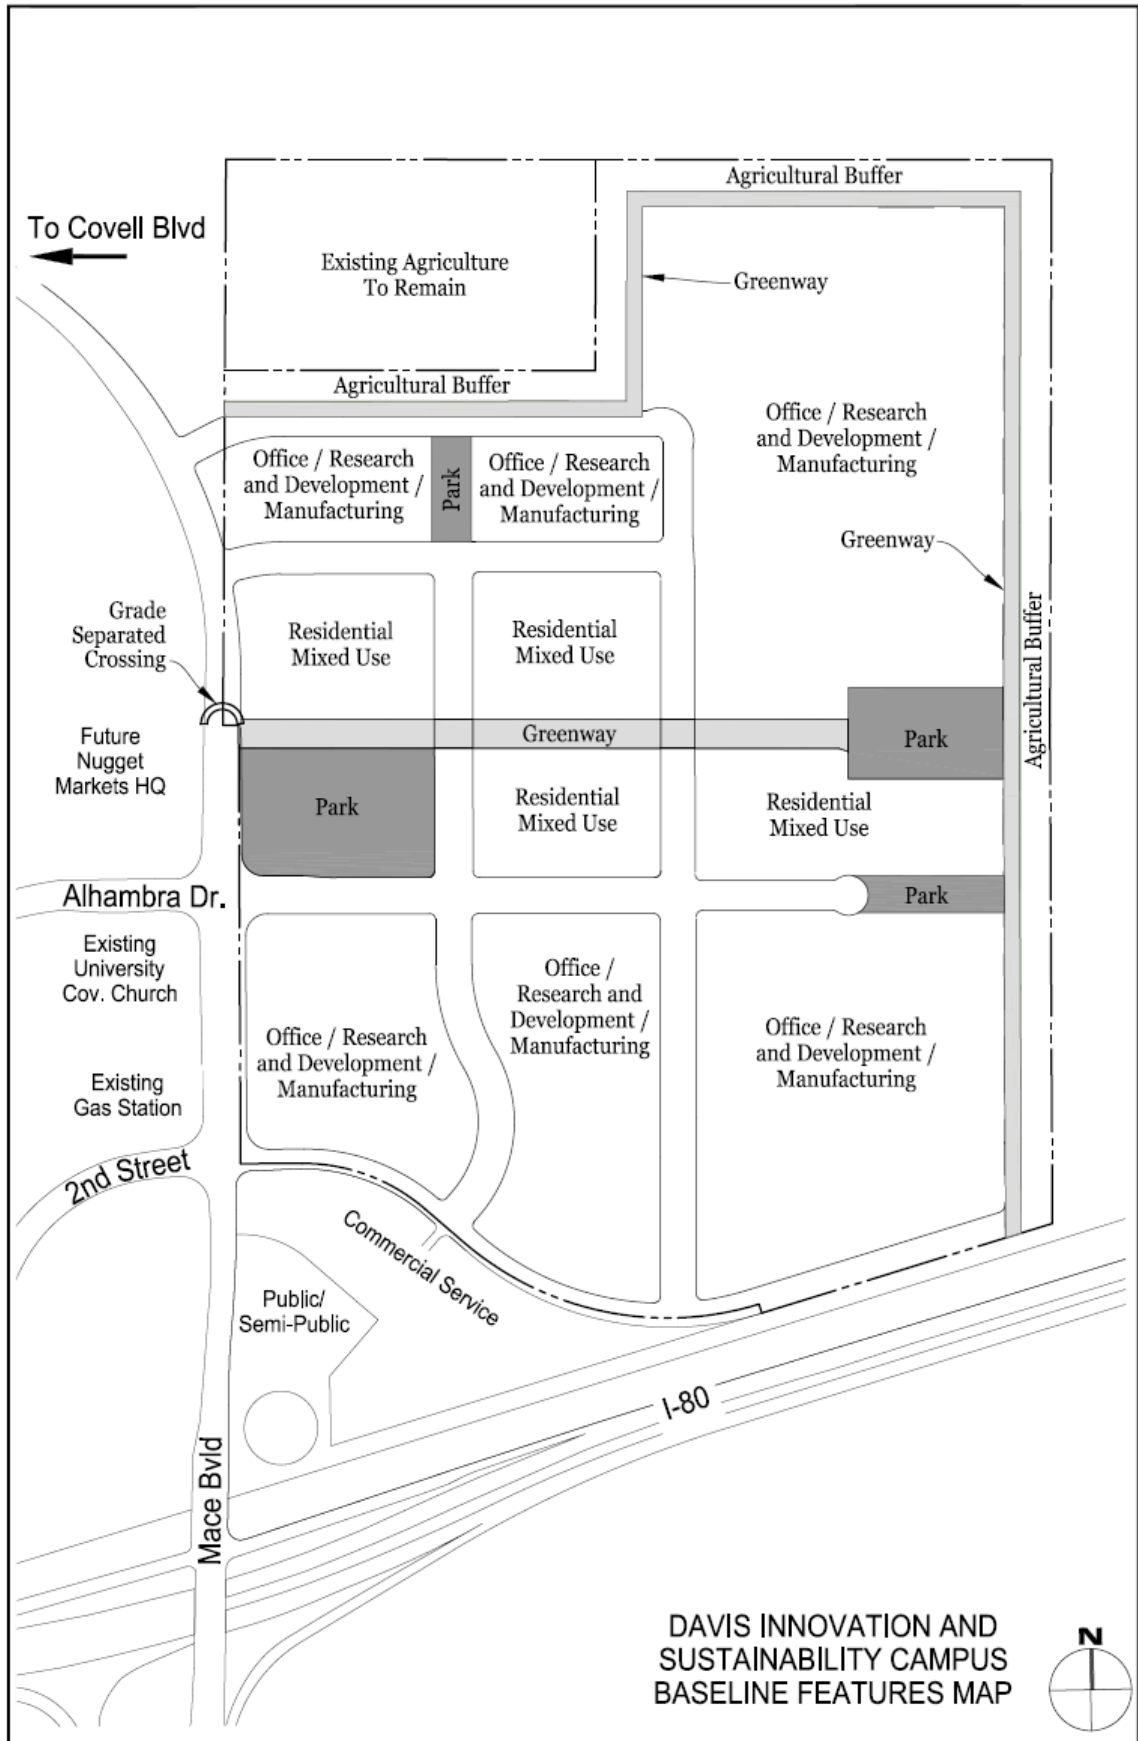 Agricultural Buffer
To Covell Blvd
Existing Agriculture
To Remain
Greenway
Agricultural Buffer
Office / Research
and Development /
Manufacturing
Office / Research
and Development /
Manufacturing
Park
Office / Research
and Development /
Manufacturing
Greenway
Agricultural Buffer
Grade
Separated
Crossing
Residential
Mixed Use
Residential
Mixed Use
Future
Nugget
Markets HQ
Greenway
Park
Park
Residential
Mixed Use
Residential
Mixed Use
Alhambra Dr.
Park
Existing
University
Cov. Church
Office /
Research and
Development /
Manufacturing
Office / Research
and Development /
Manufacturing
Office / Research
and Development /
Manufacturing
Existing
Gas Station
2nd Street
Commercial Service
Public/
Semi-Public
I-80
Mace Bvld
DAVIS INNOVATION AND
SUSTAINABILITY CAMPUS
BASELINE FEATURES MAP
N